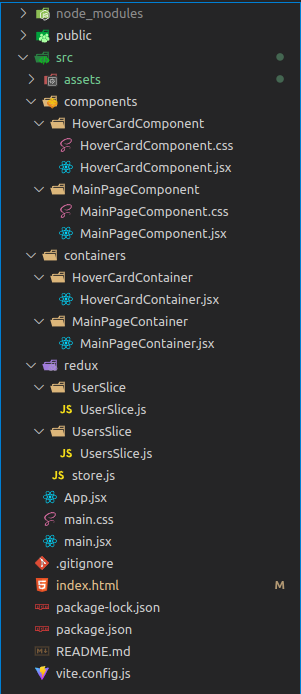 node_modules
public
src
assets
components
HoverCardComponent
HoverCardComponent.css
HoverCardComponent.jsx
MainPageComponent
MainPageComponent.css
MainPageComponent.jsx
containers
HoverCardContainer
HoverCardContainer.jsx
MainPageContainer
MainPageContainer.jsx
redux
UserSlice
JS UserSlice.js
UsersSlice
JS UsersSlice.js
JS store.js
App.jsx
main.css
main.jsx
.gitignore
index.html M
package-lock.json
package.json
README.md
vite.config.js